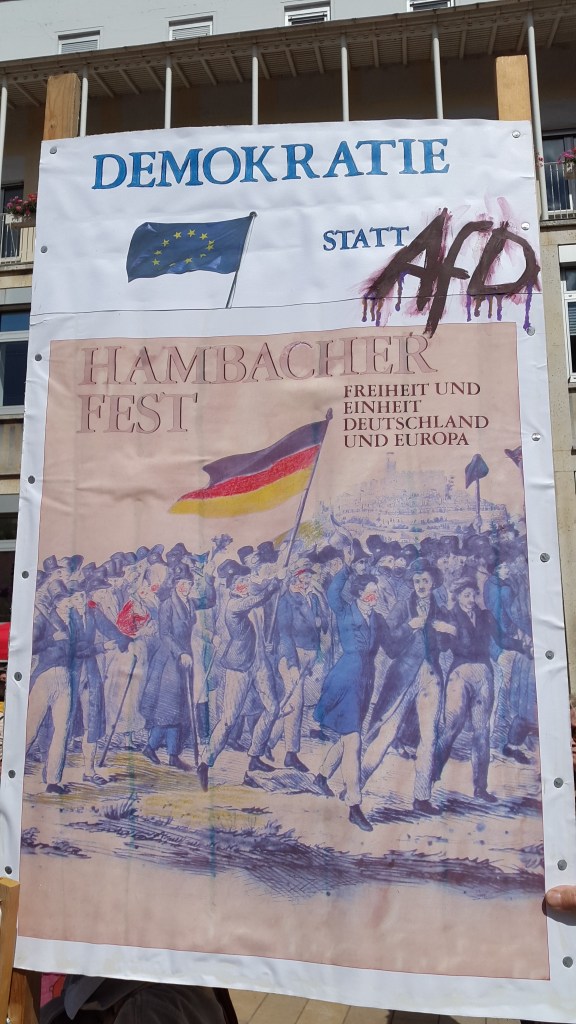 DEMOKRATIE
STATT AfD
HAMBACHER
FEST
FREIHEIT UND
EINHEIT
DEUTSCHLAND
UND EUROPA